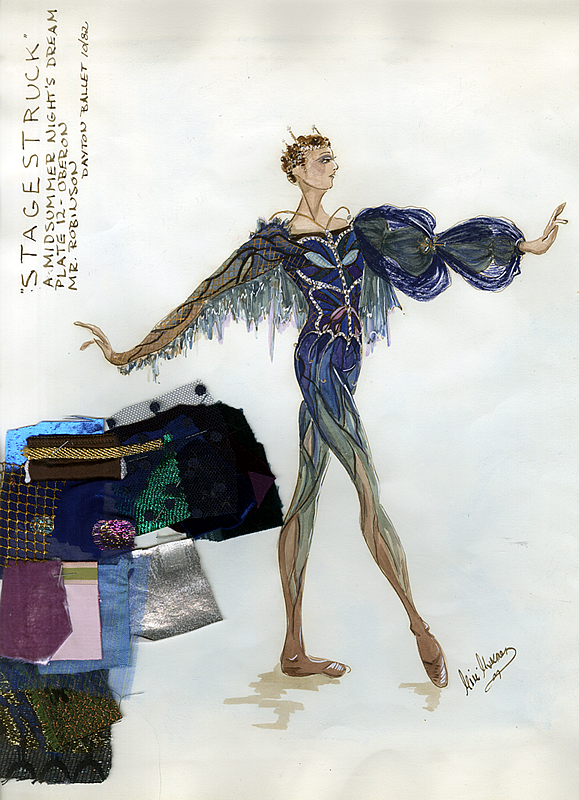 "STAGESTRUCK"
A MIDSUMMER NIGHT'S DREAM
PLATE 12 - OBERON
MR. ROBINSON
DAYTON BALLET 10/82